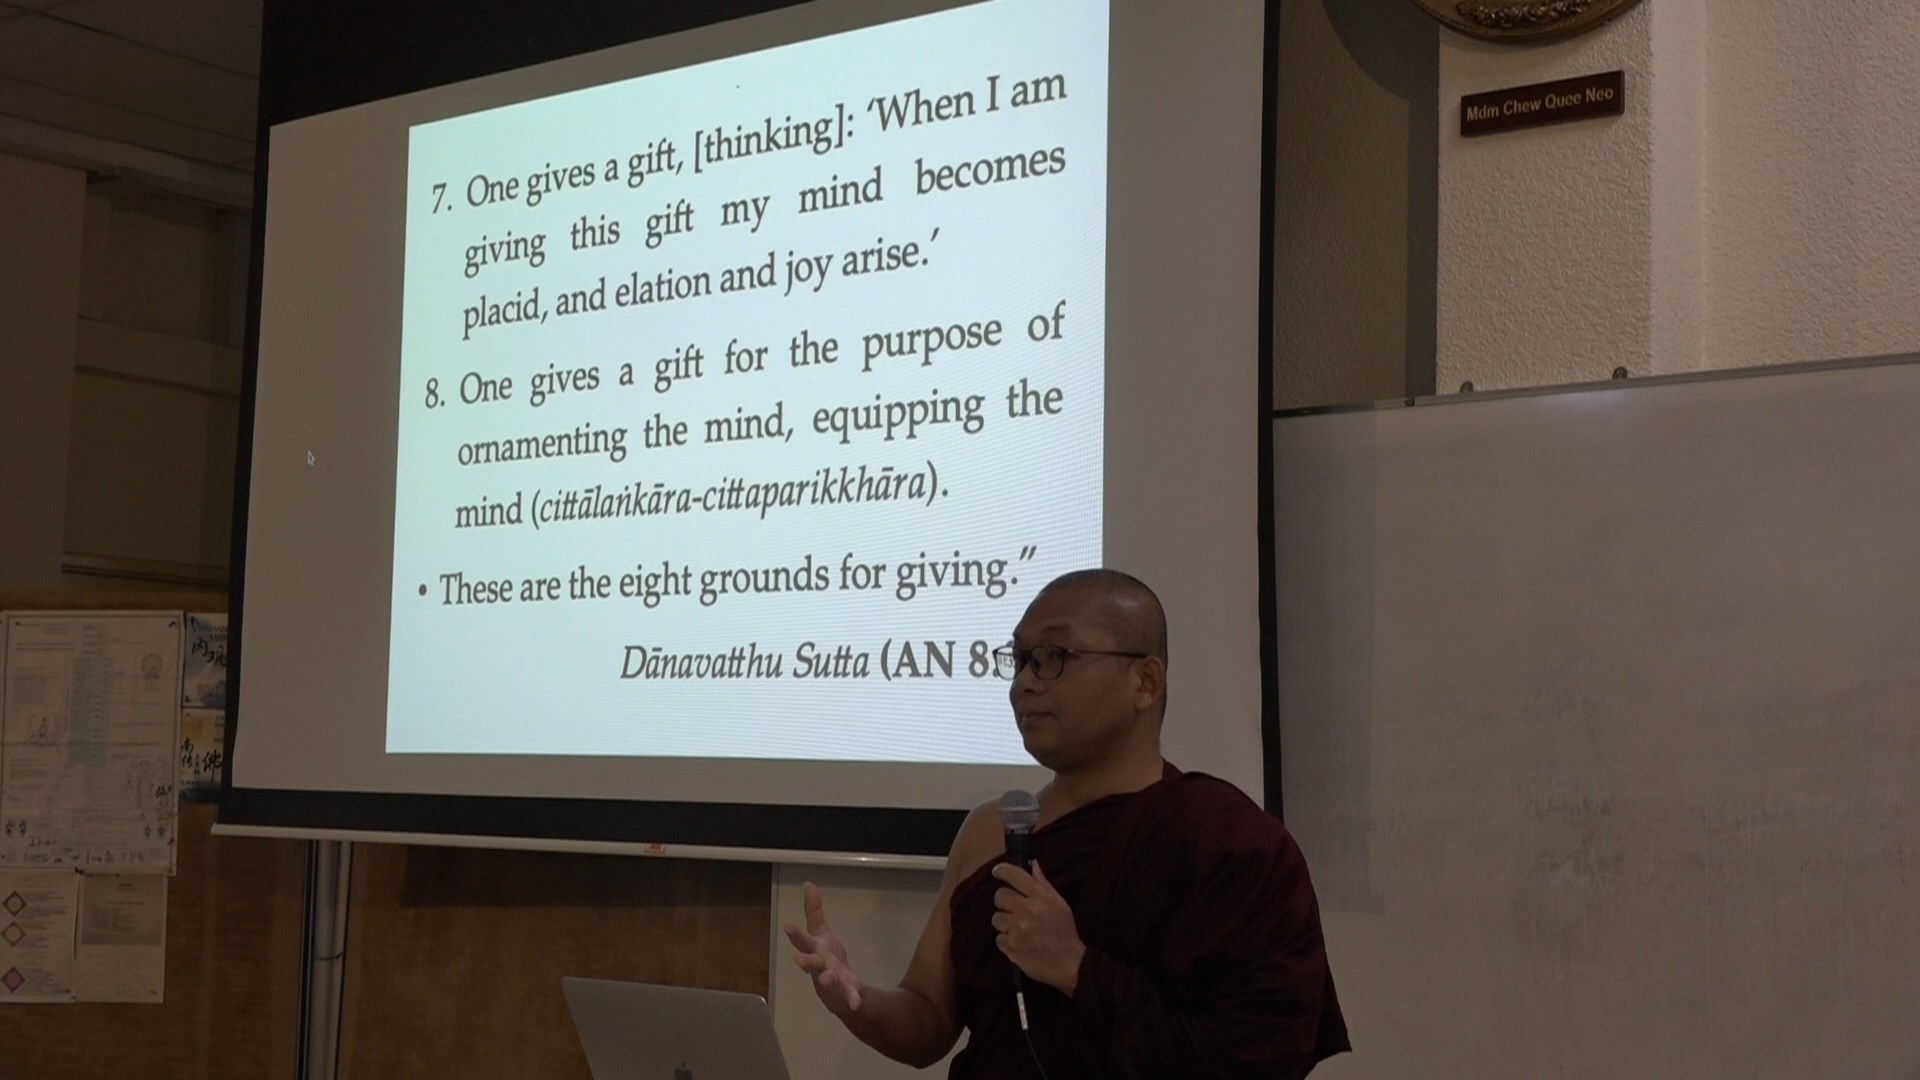 7. One gives a gift, [thinking]: ‘When I am
giving this gift my mind becomes
placid, and elation and joy arise.’
8. One gives a gift for the purpose of
ornamenting the mind, equipping the
mind (cittālaṅkāra-cittaparikkhāra).
• These are the eight grounds for giving.”
Dānavatthu Sutta (AN 8:
Mdm Chew Quee Neo